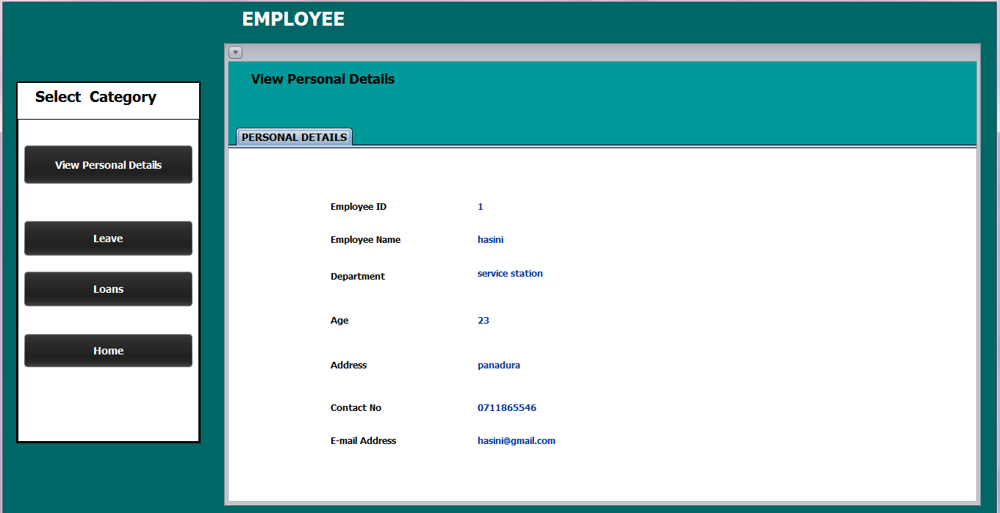 EMPLOYEE
Select Category
View Personal Details
Leave
Loans
Home
View Personal Details
PERSONAL DETAILS
Employee ID 1
Employee Name hasini
Department service station
Age 23
Address panadura
Contact No 0711865546
E-mail Address hasini@gmail.com